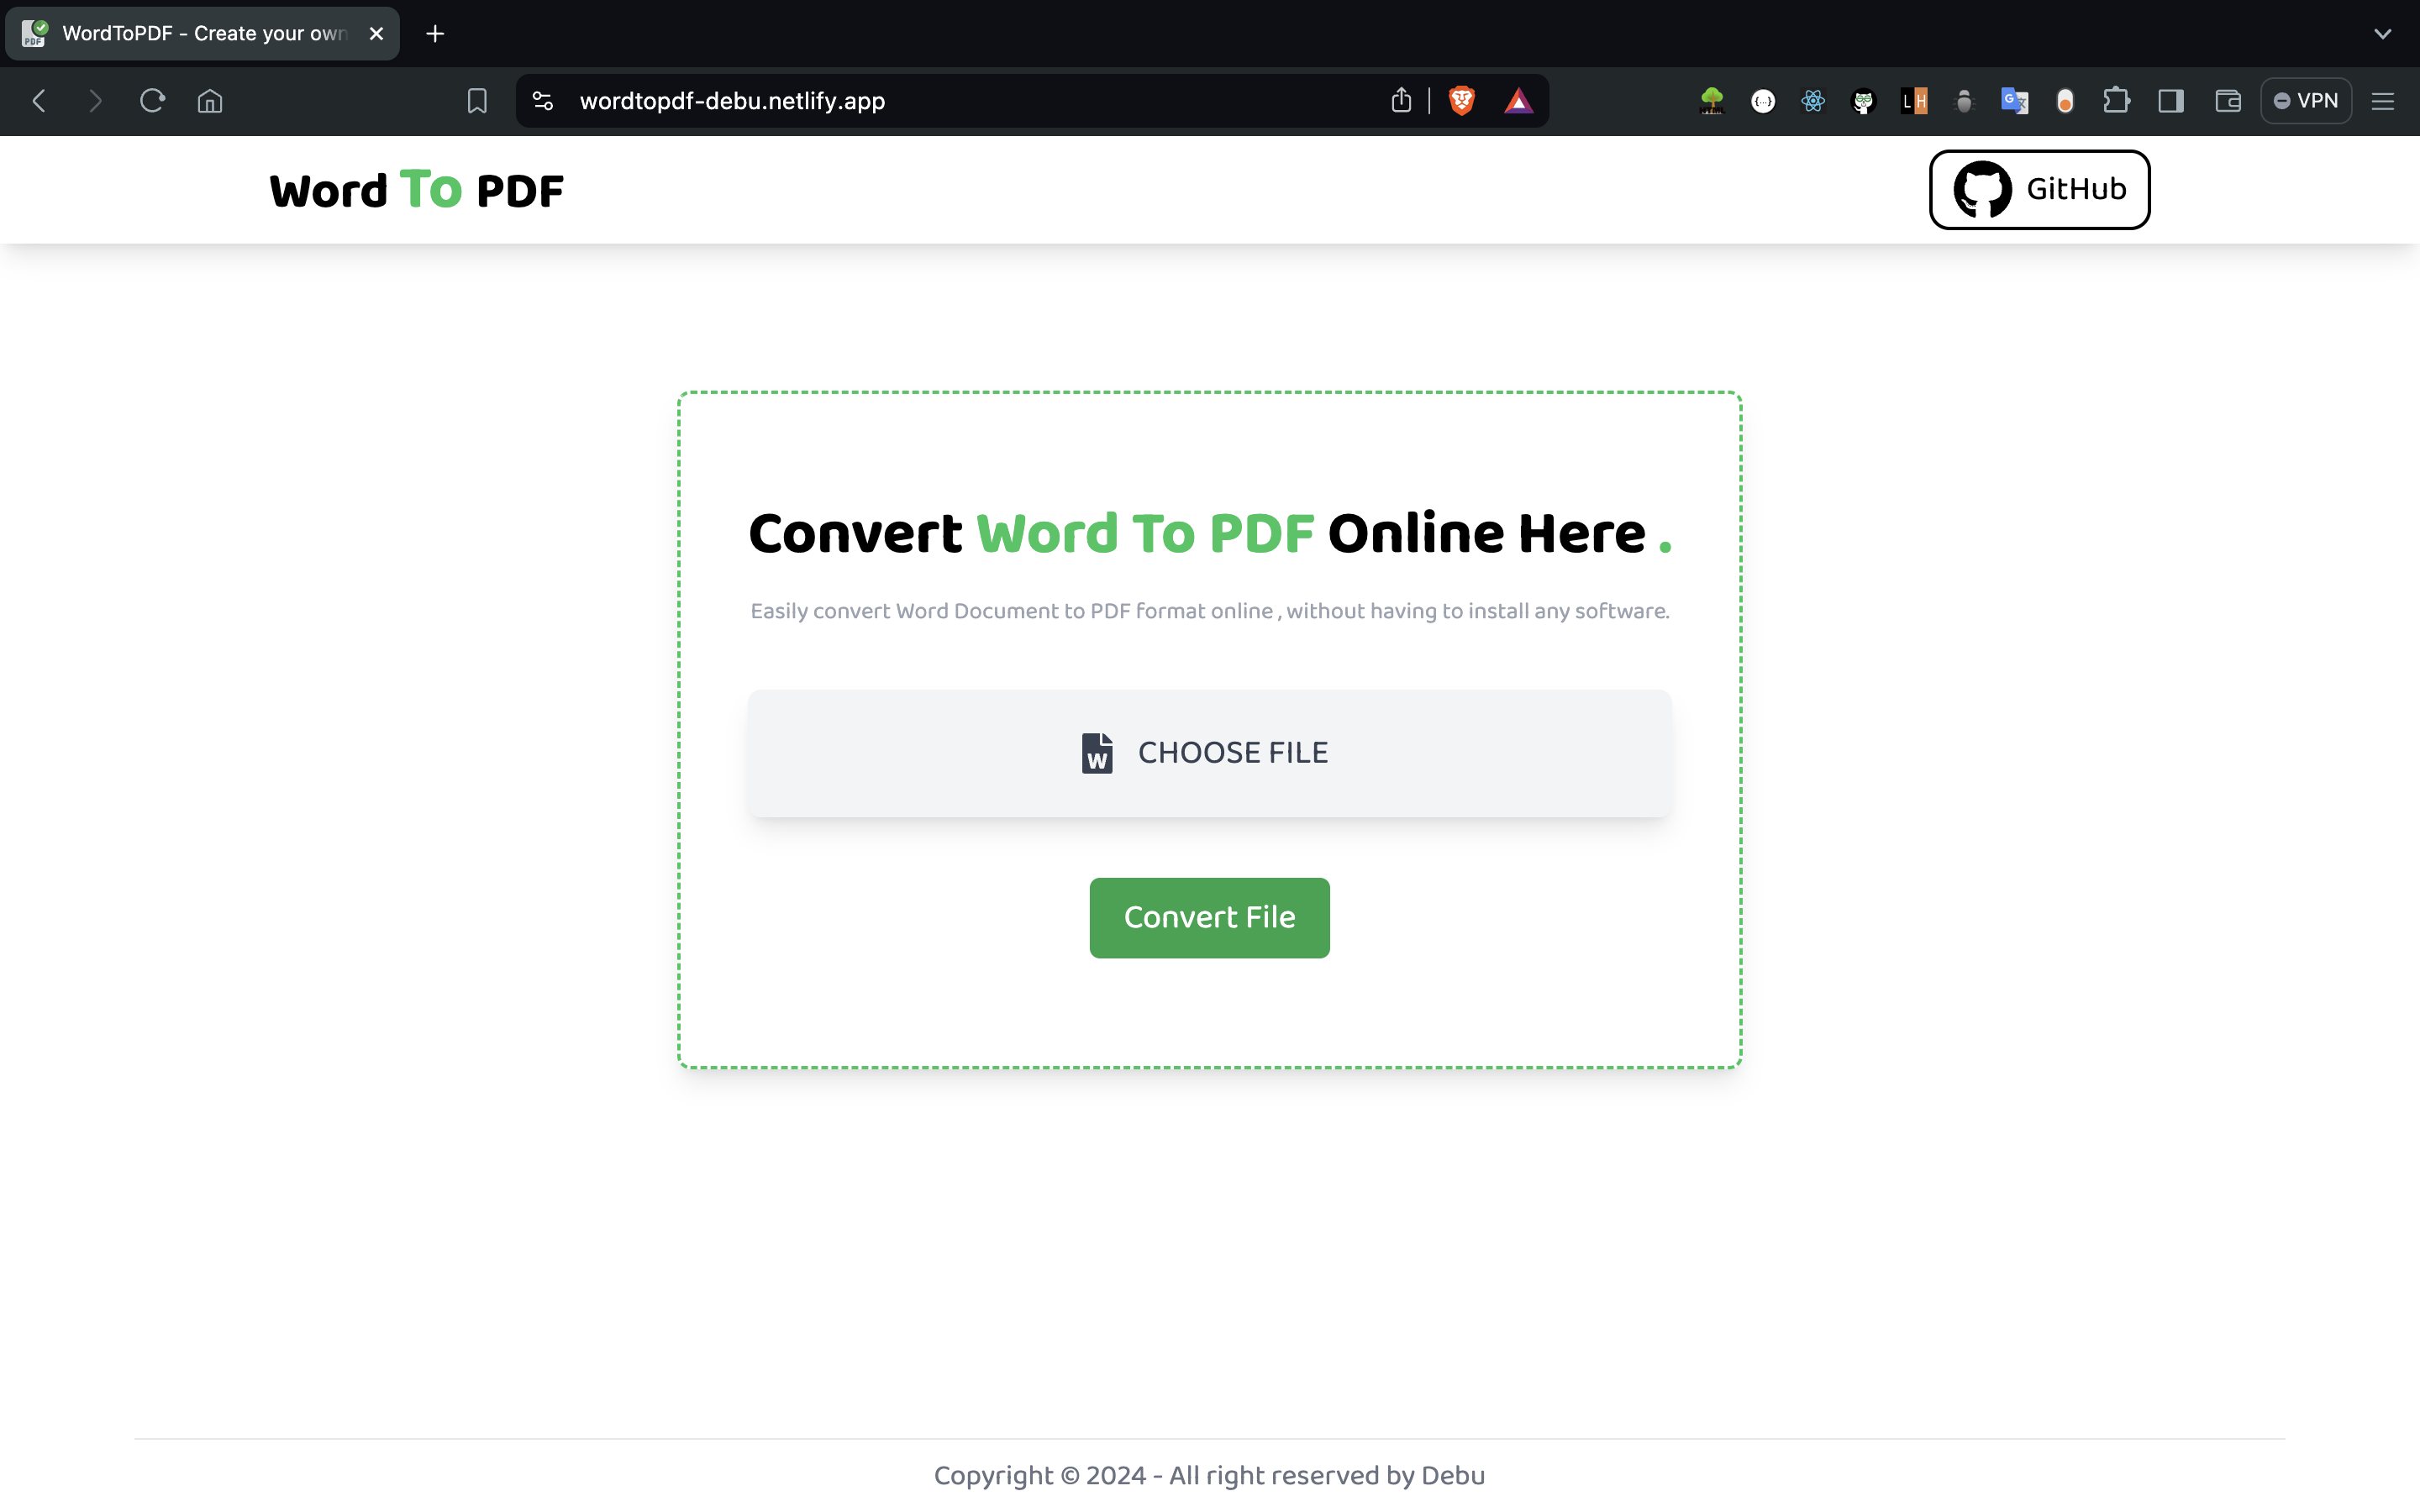 WordToPDF - Create your own
wordtopdf-debu.netlify.app
VPN
Word To PDF
GitHub
Convert Word To PDF Online Here .
Easily convert Word Document to PDF format online , without having to install any software.
W CHOOSE FILE
Convert File
Copyright © 2024 - All right reserved by Debu